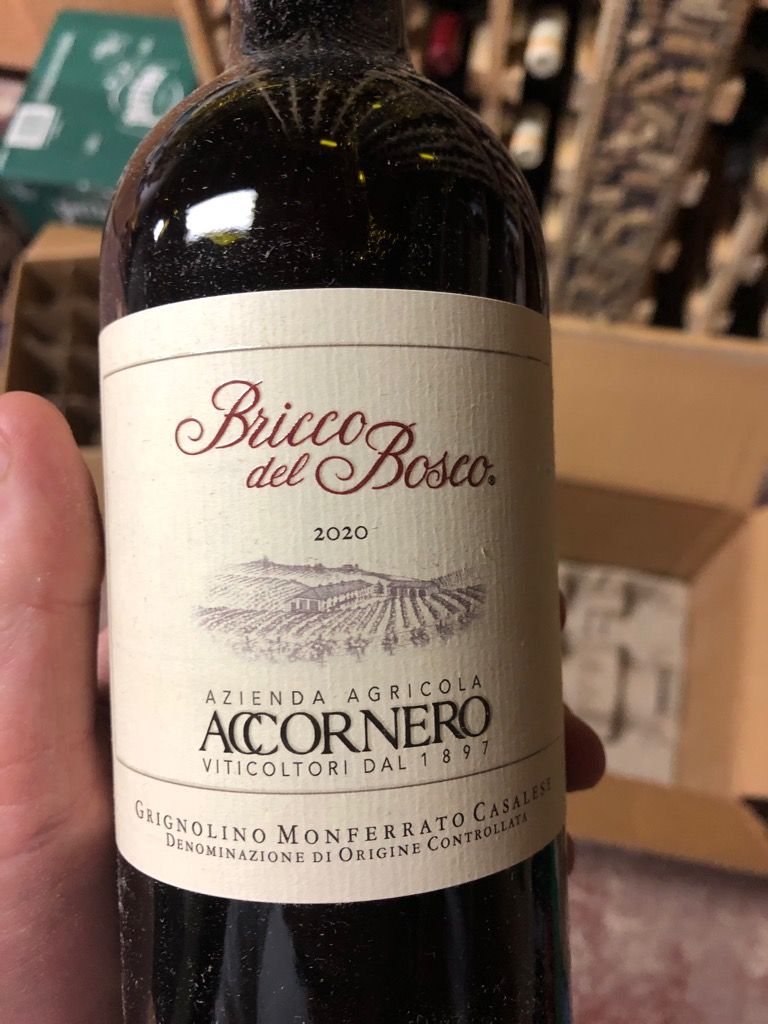 Bricco
del Bosco®
2020
AZIENDA AGRICOLA
ACCORNERO
VITICOLTORI DAL 1897
GRIGNOLINO MONFERRATO CASALESE
DENOMINAZIONE DI ORIGINE CONTROLLATA